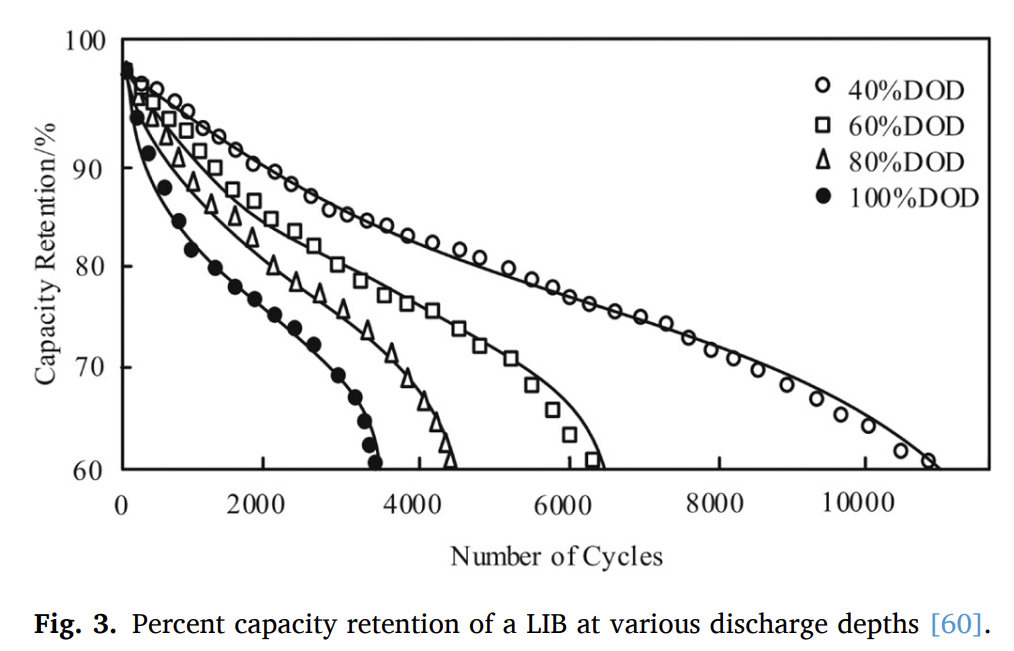 100
90
80
70
60
Capacity Retention/%
40%DOD
60%DOD
80%DOD
100%DOD
0 2000 4000 6000 8000 10000
Number of Cycles
Fig. 3. Percent capacity retention of a LIB at various discharge depths [60].